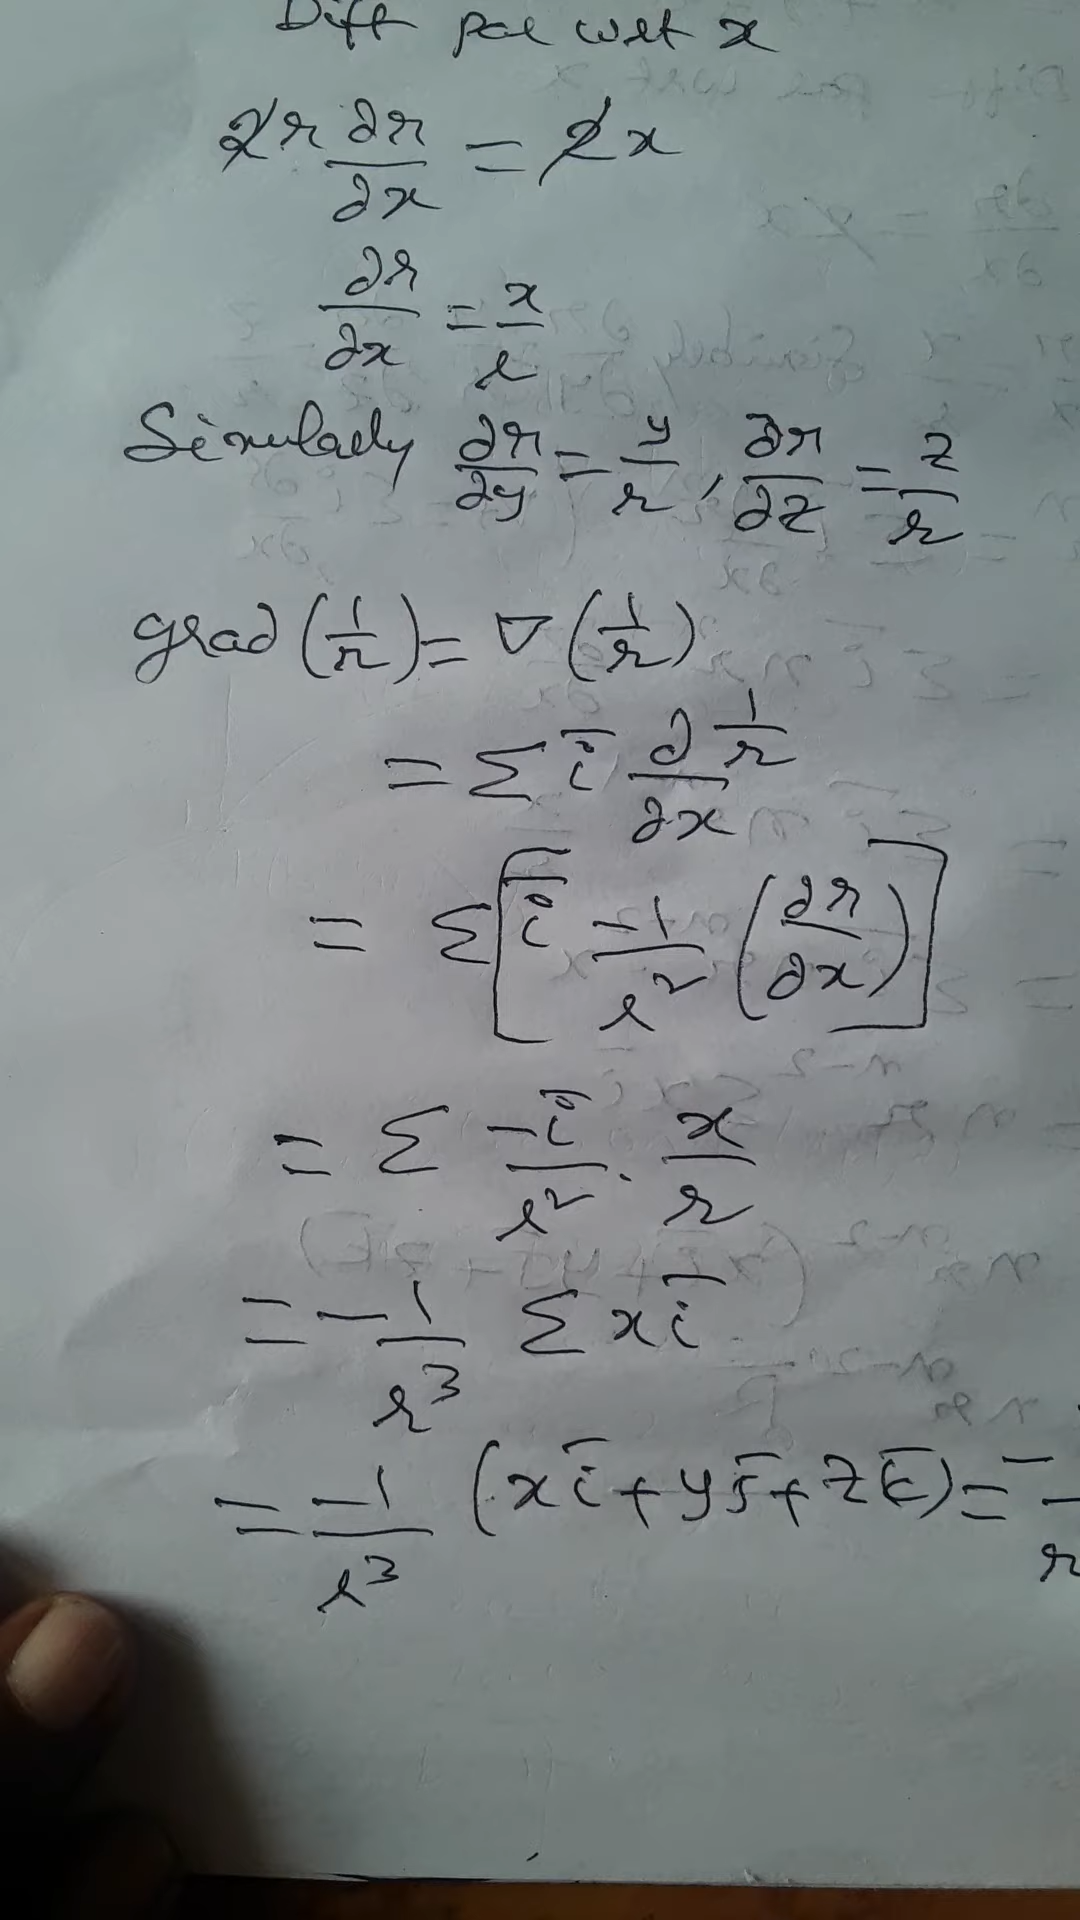 Diff par wrt x
2r ∂r/∂x = 2x
∂r/∂x = x/r
Similarly ∂r/∂y = y/r, ∂r/∂z = z/r
grad (1/r) = ∇ (1/r)
= Σ i̅ ∂ 1/r / ∂x
= Σ [ i̅ -1/r² (∂r/∂x) ]
= Σ -i̅/r² . x/r
= -1/r³ Σ x i̅
= -1/r³ (x i̅ + y j̅ + z k̅) =